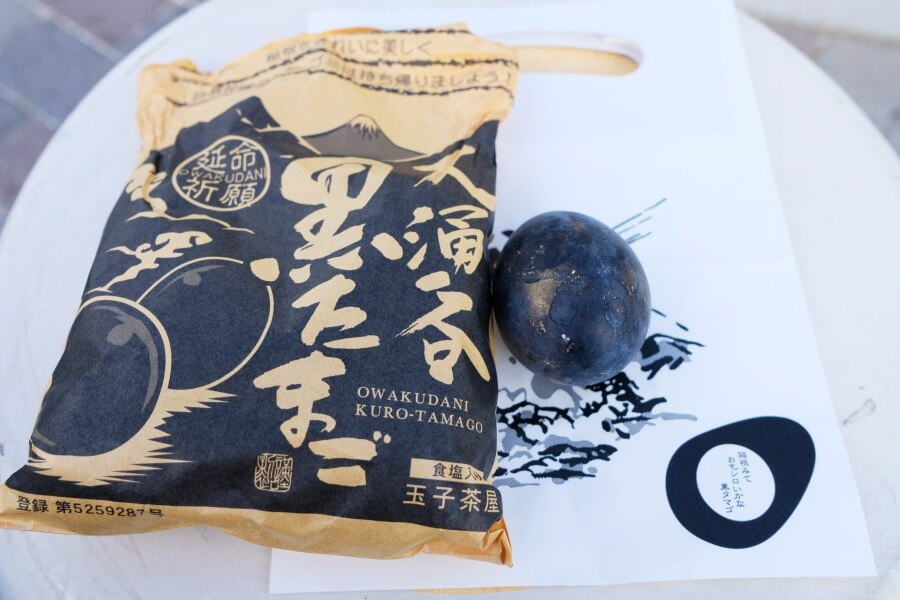 箱根をきれいに美しく
は持ち帰りましょう！
延命
OWAKUDANI
祈願
大涌谷
黒たまご
OWAKUDANI
KURO-TAMAGO
食塩
玉子茶屋
登録 第5259287号
箱根みて
おモシロいかな
黒タマゴ